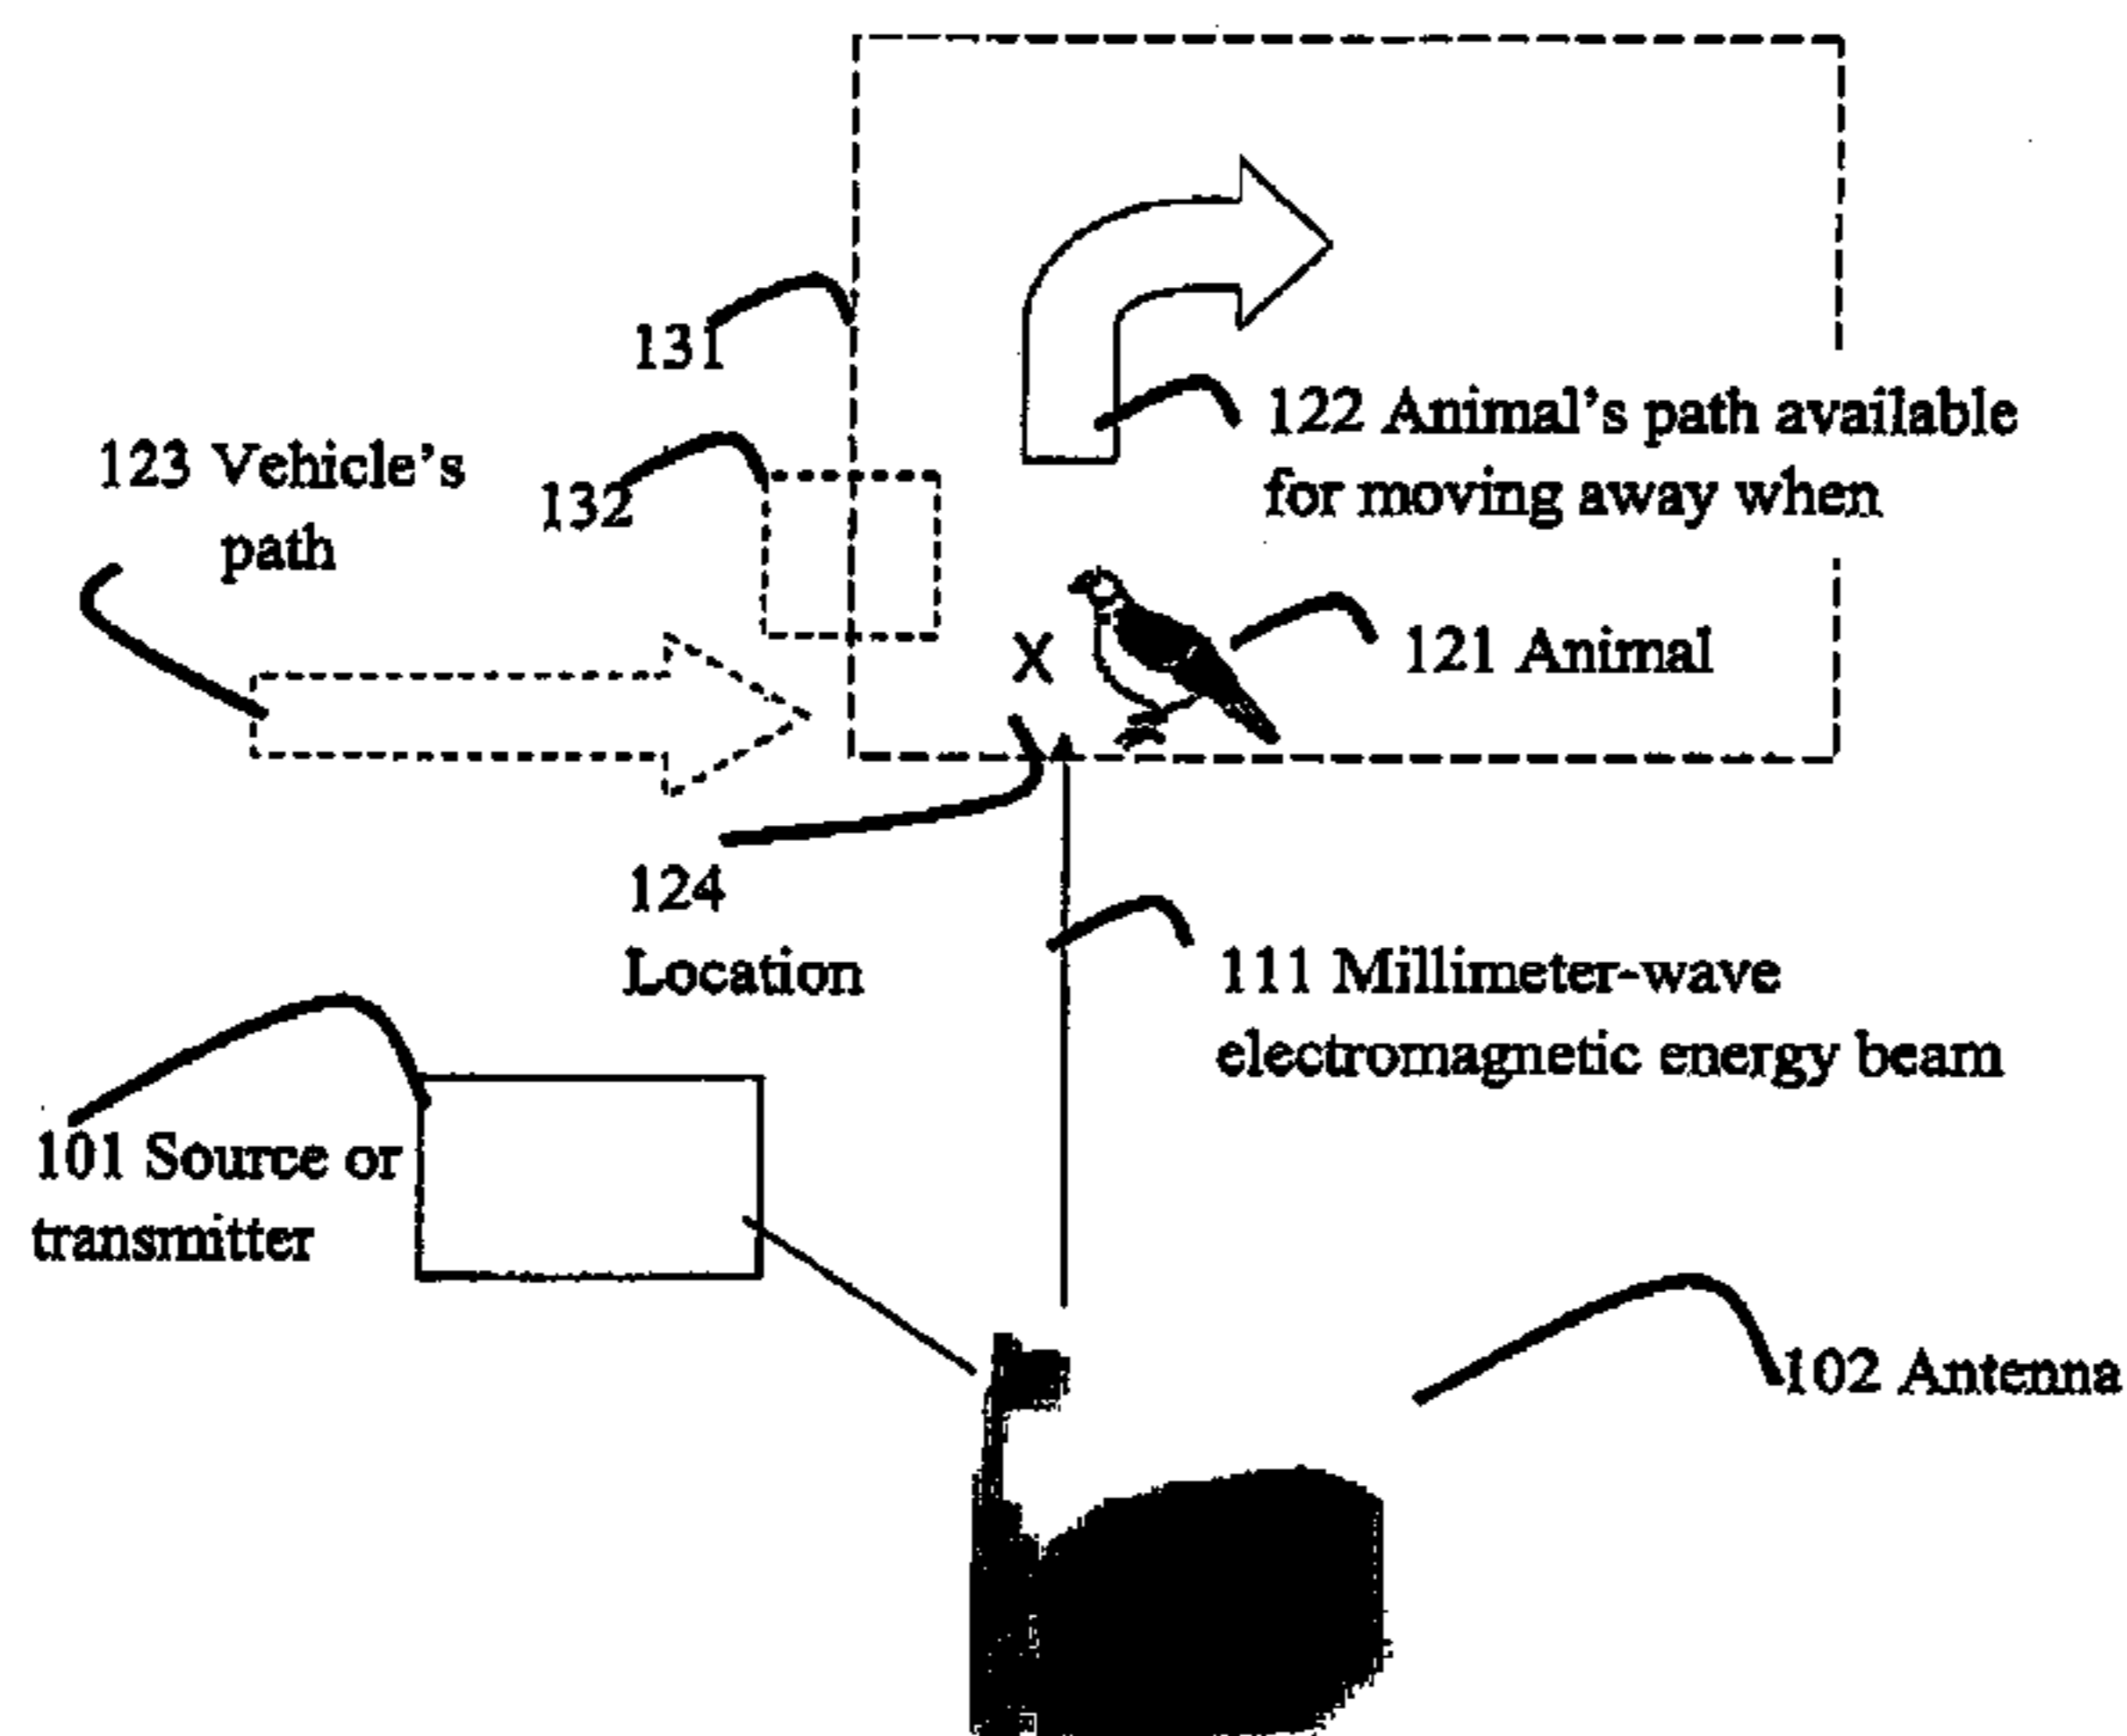 131
122 Animal's path available
for moving away when
123 Vehicle's
path
132
X
121 Animal
124
Location
111 Millimeter-wave
electromagnetic energy beam
101 Source or
transmitter
102 Antenna